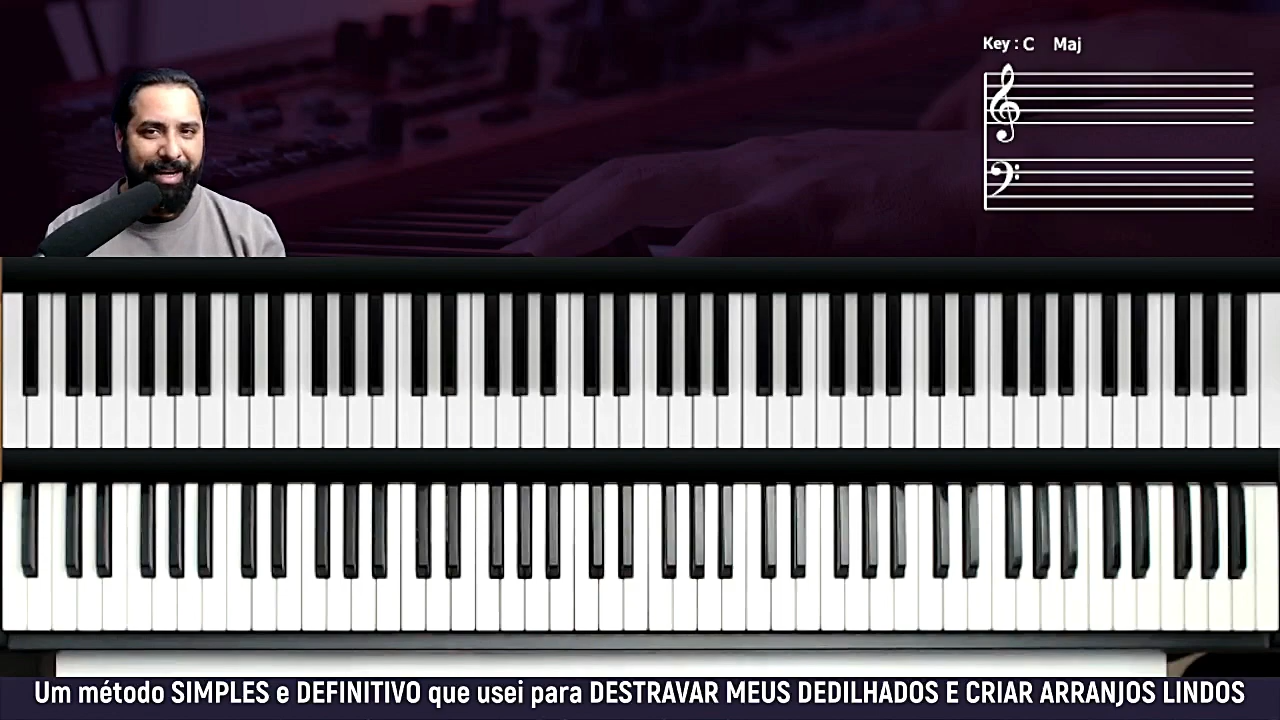 Key : C Maj
Um método SIMPLES e DEFINITIVO que usei para DESTRAVAR MEUS DEDILHADOS E CRIAR ARRANJOS LINDOS